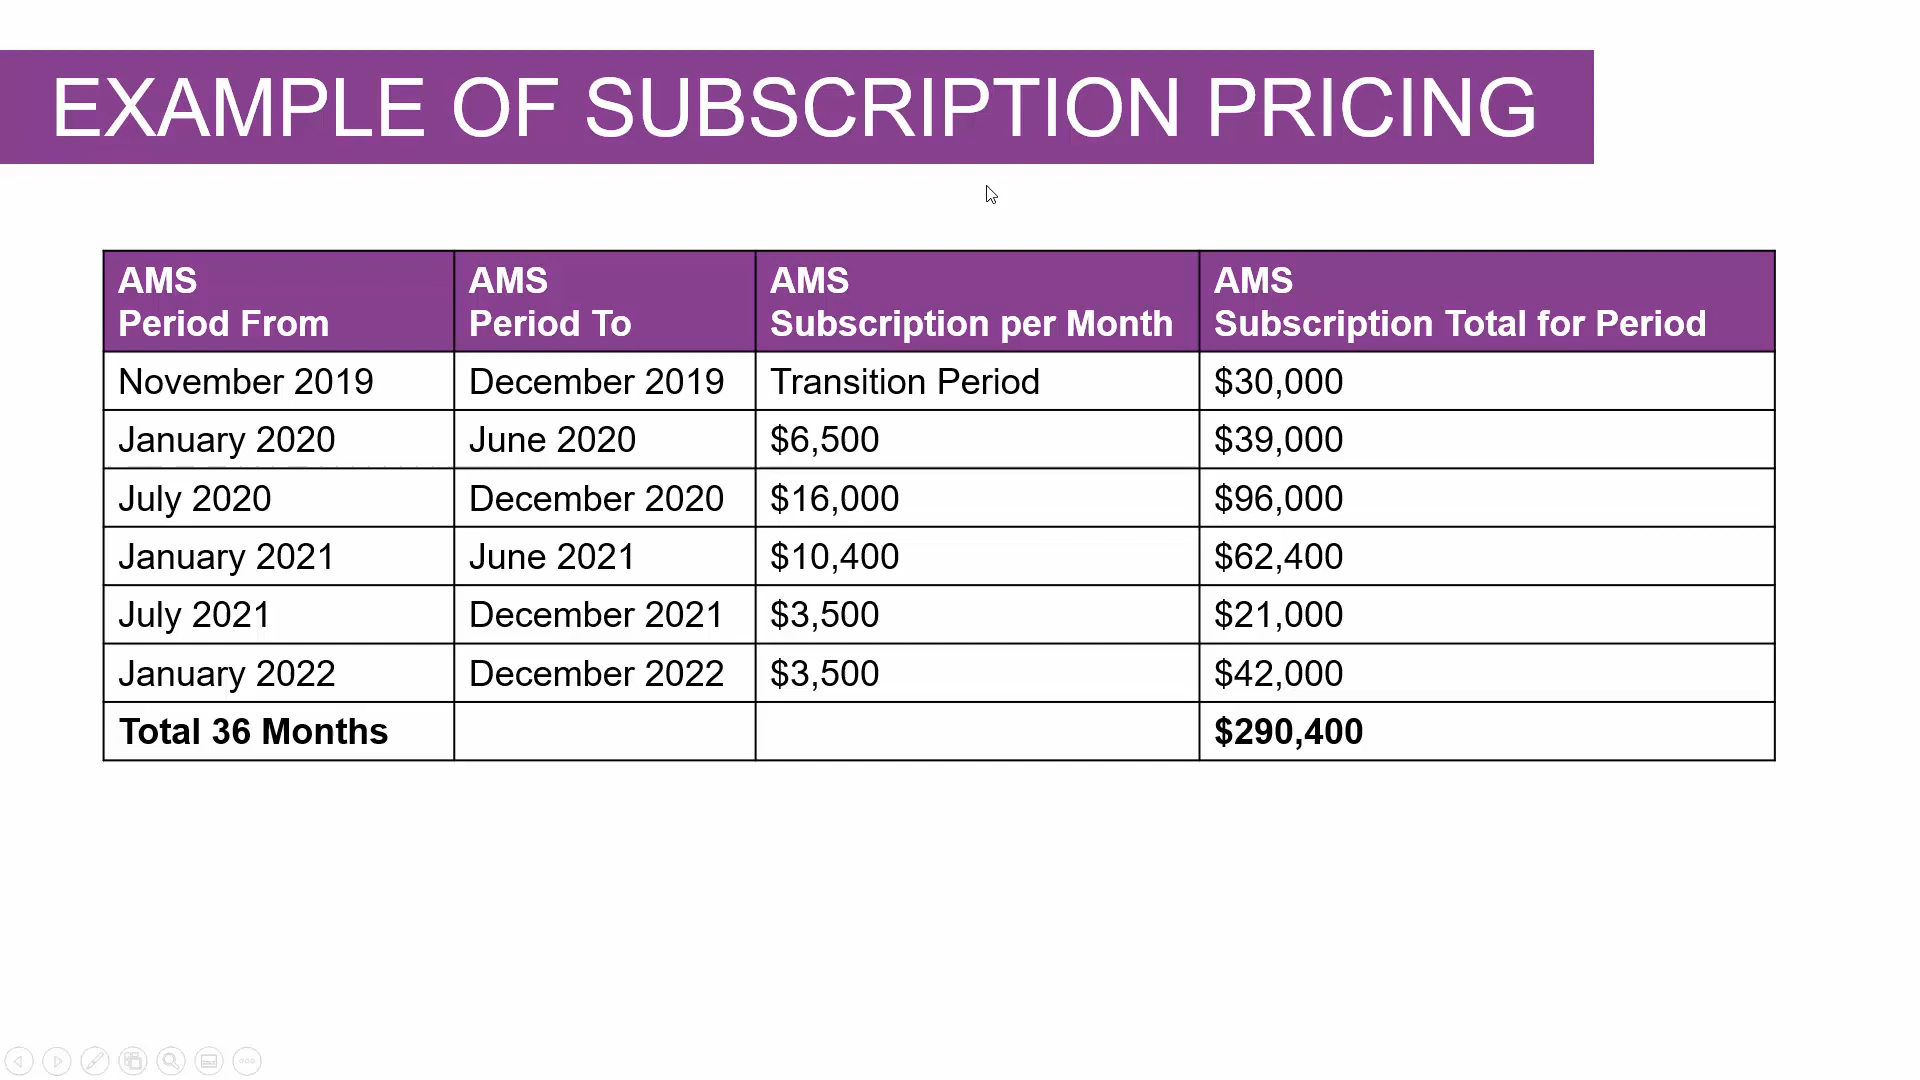 EXAMPLE OF SUBSCRIPTION PRICING
AMS Period From AMS Period To AMS Subscription per Month AMS Subscription Total for Period
November 2019 December 2019 Transition Period $30,000
January 2020 June 2020 $6,500 $39,000
July 2020 December 2020 $16,000 $96,000
January 2021 June 2021 $10,400 $62,400
July 2021 December 2021 $3,500 $21,000
January 2022 December 2022 $3,500 $42,000
Total 36 Months $290,400